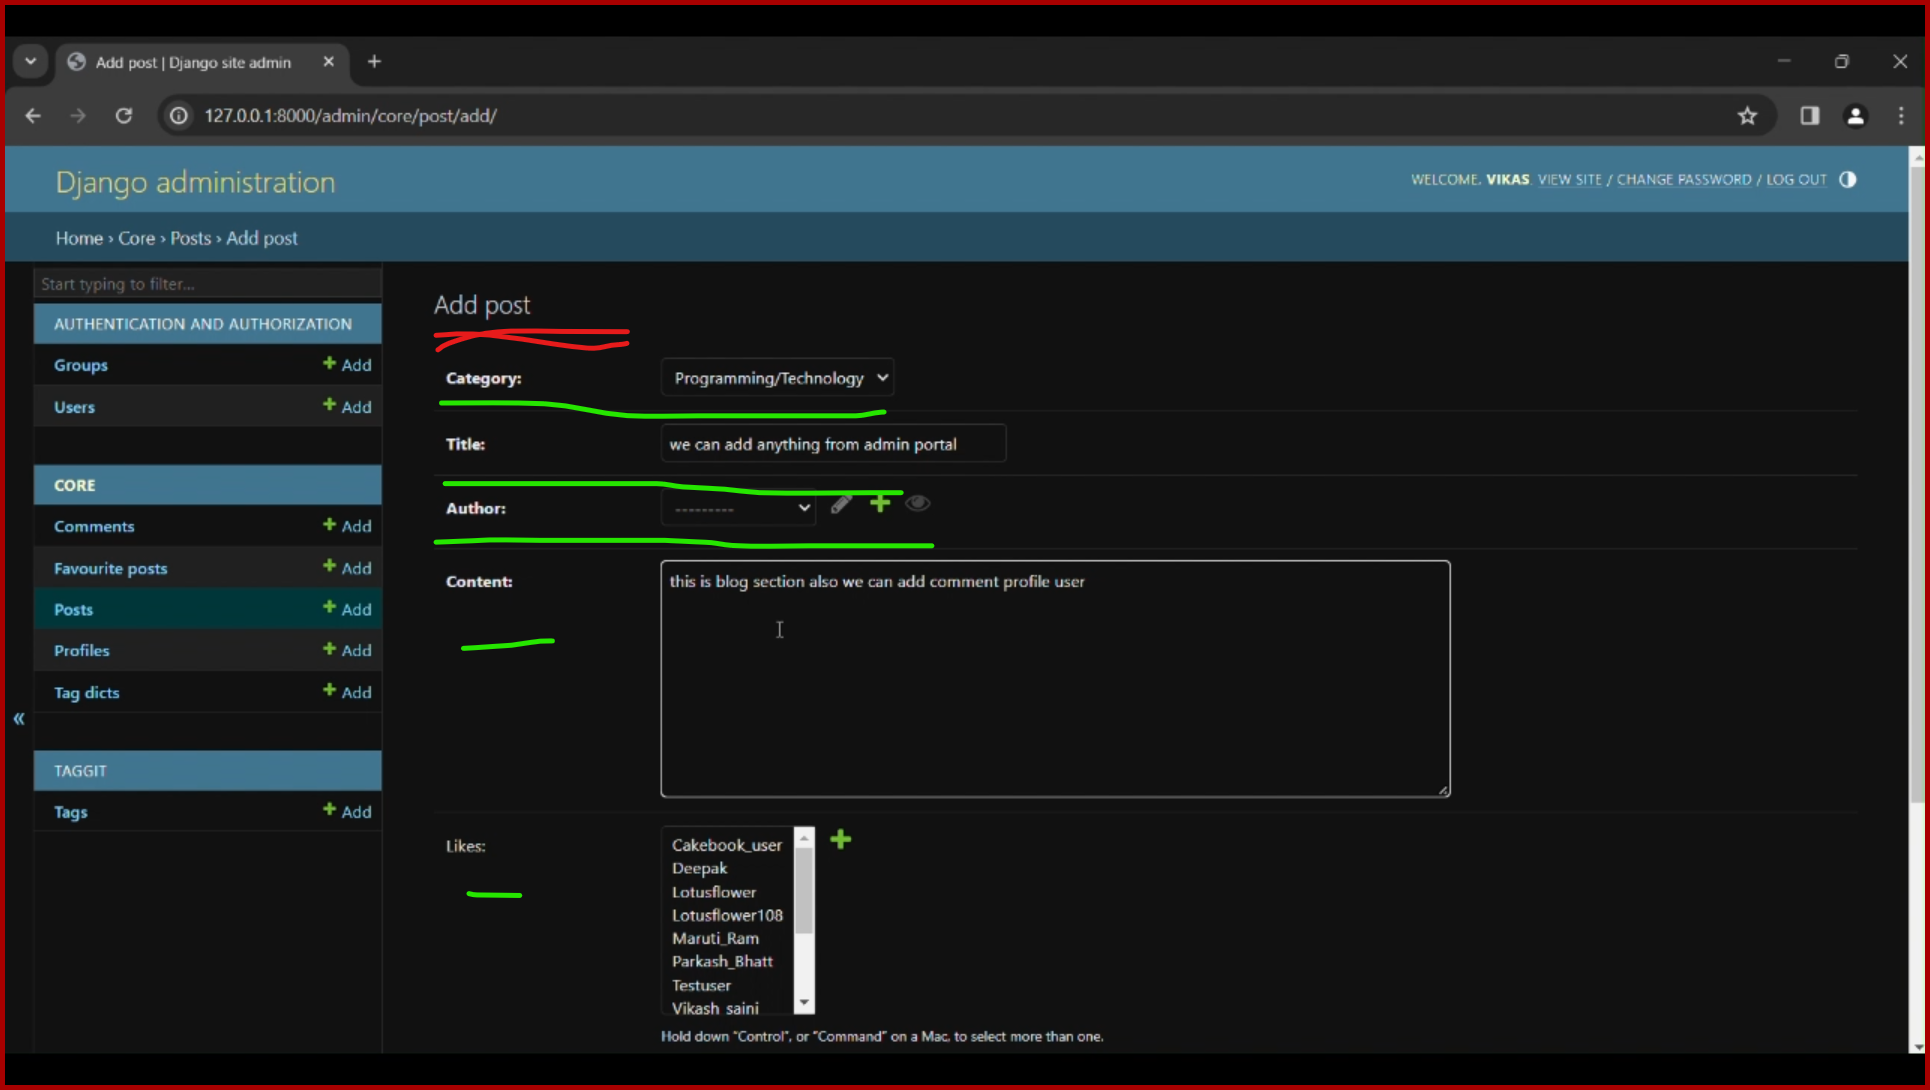 Add post | Django site admin
127.0.0.1:8000/admin/core/post/add/
Django administration
WELCOME, VIKAS. VIEW SITE / CHANGE PASSWORD / LOG OUT
Home › Core › Posts › Add post
Start typing to filter...
AUTHENTICATION AND AUTHORIZATION
Groups + Add
Users + Add
CORE
Comments + Add
Favourite posts + Add
Posts + Add
Profiles + Add
Tag dicts + Add
«
TAGGIT
Tags + Add
Add post
Category: Programming/Technology
Title: we can add anything from admin portal
Author: ---------
Content: this is blog section also we can add comment profile user
Likes:
Cakebook_user
Deepak
Lotusflower
Lotusflower108
Maruti_Ram
Parkash_Bhatt
Testuser
Vikash_saini
Hold down "Control", or "Command" on a Mac, to select more than one.